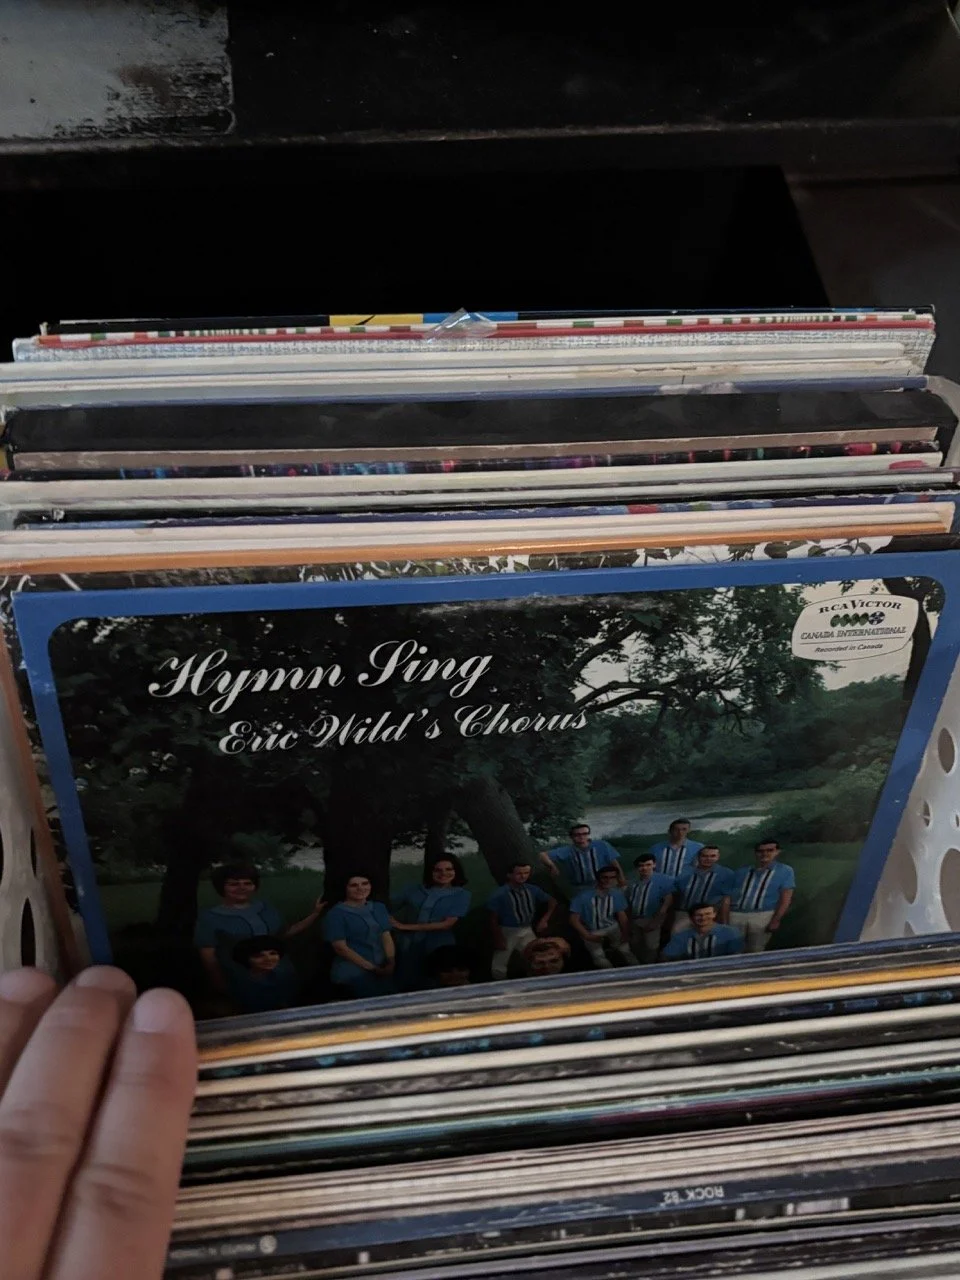 Hymn Sing
Eric Wild's Chorus
RCA VICTOR
CANADA INTERNATIONAL
Recorded in Canada
ROCK '82